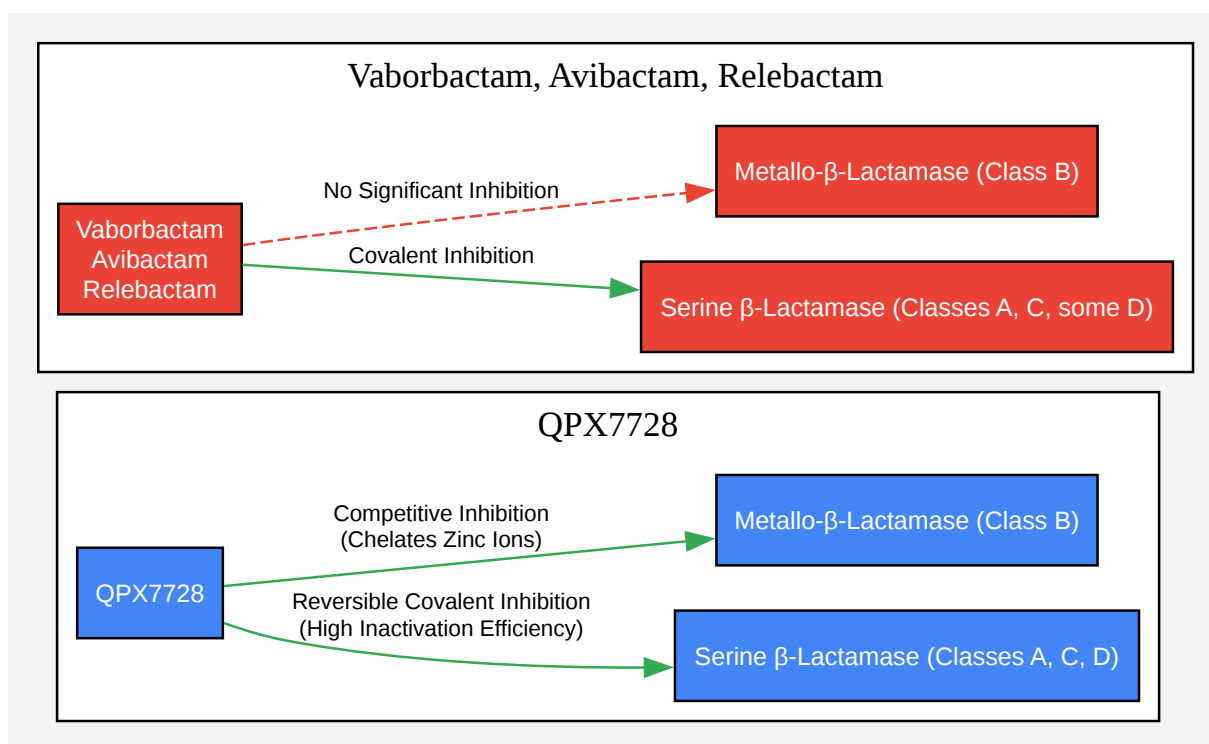 Vaborbactam, Avibactam, Relebactam
Vaborbactam
Avibactam
Relebactam
No Significant Inhibition
Covalent Inhibition
Metallo-β-Lactamase (Class B)
Serine β-Lactamase (Classes A, C, some D)
QPX7728
QPX7728
Competitive Inhibition
(Chelates Zinc Ions)
Reversible Covalent Inhibition
(High Inactivation Efficiency)
Metallo-β-Lactamase (Class B)
Serine β-Lactamase (Classes A, C, D)